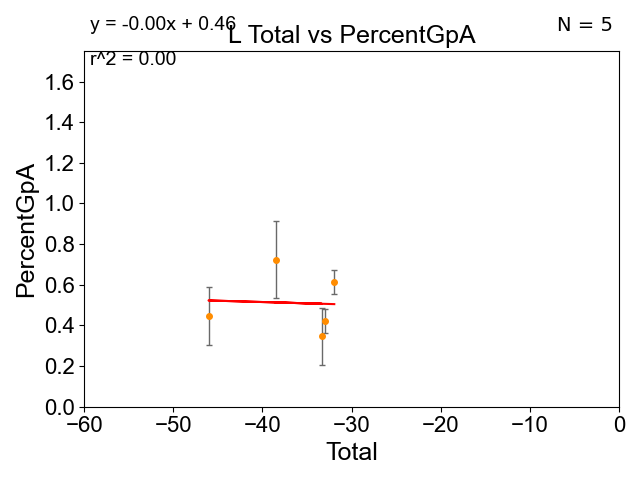 y = -0.00x + 0.46
N = 5
L Total vs PercentGpA
r^2 = 0.00
PercentGpA
1.6
1.4
1.2
1.0
0.8
0.6
0.4
0.2
0.0
−60 −50 −40 −30 −20 −10 0
Total